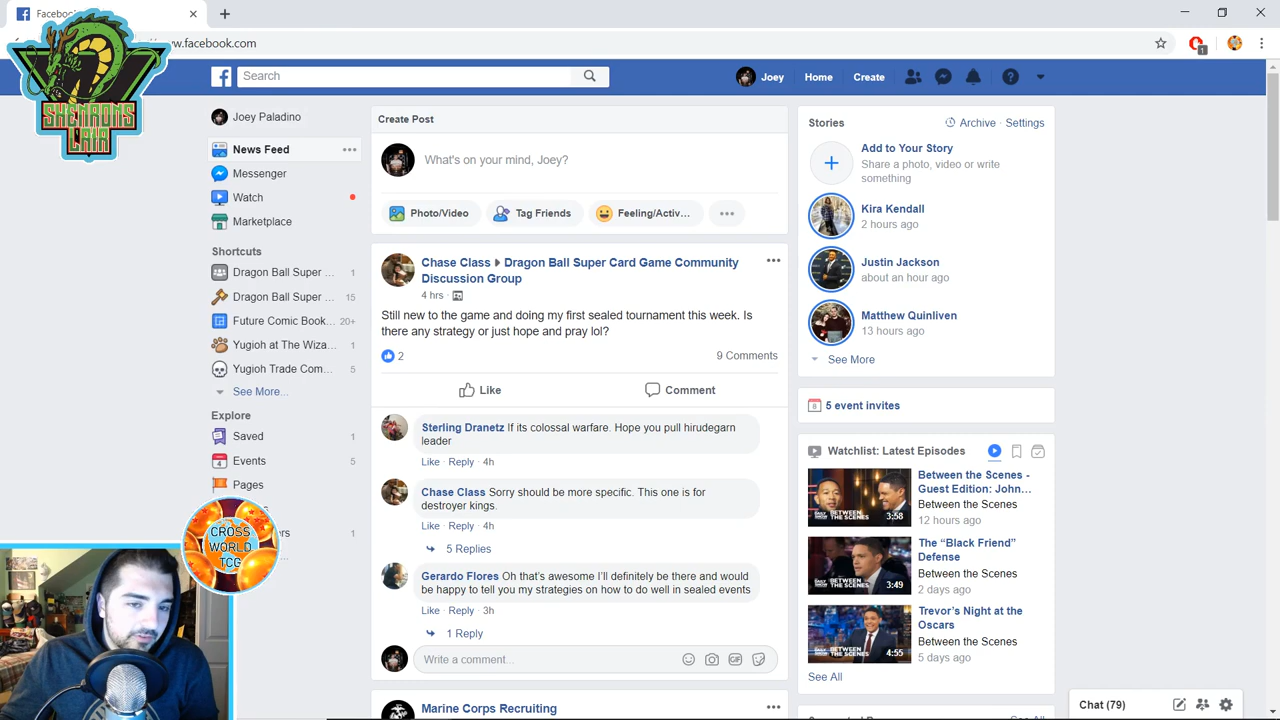 Facebook
www.facebook.com
SHENRONS
LAIR
Search
Joey
Home
Create
Joey Paladino
News Feed
Messenger
Watch
Marketplace
Shortcuts
Dragon Ball Super ... 1
Dragon Ball Super ... 15
Future Comic Book... 20+
Yugioh at The Wiza... 1
Yugioh Trade Com... 5
See More...
Explore
Saved 1
Events 5
Pages
1
CROSS
WORLD
TCG
Create Post
What's on your mind, Joey?
Photo/Video
Tag Friends
Feeling/Activ...
Chase Class Dragon Ball Super Card Game Community
Discussion Group
4 hrs
Still new to the game and doing my first sealed tournament this week. Is
there any strategy or just hope and pray lol?
2
9 Comments
Like
Comment
Sterling Dranetz If its colossal warfare. Hope you pull hirudegarn
leader
Like · Reply · 4h
Chase Class Sorry should be more specific. This one is for
destroyer kings.
Like · Reply · 4h
5 Replies
Gerardo Flores Oh that's awesome I'll definitely be there and would
be happy to tell you my strategies on how to do well in sealed events
Like · Reply · 3h
1 Reply
Write a comment...
GIF
Marine Corps Recruiting
Stories
Archive · Settings
Add to Your Story
Share a photo, video or write
something
Kira Kendall
2 hours ago
Justin Jackson
about an hour ago
Matthew Quinliven
13 hours ago
See More
5 event invites
Watchlist: Latest Episodes
Between the Scenes -
Guest Edition: John...
Between the Scenes
12 hours ago
3:58
The "Black Friend"
Defense
Between the Scenes
2 days ago
3:49
Trevor's Night at the
Oscars
Between the Scenes
5 days ago
4:55
See All
Chat (79)